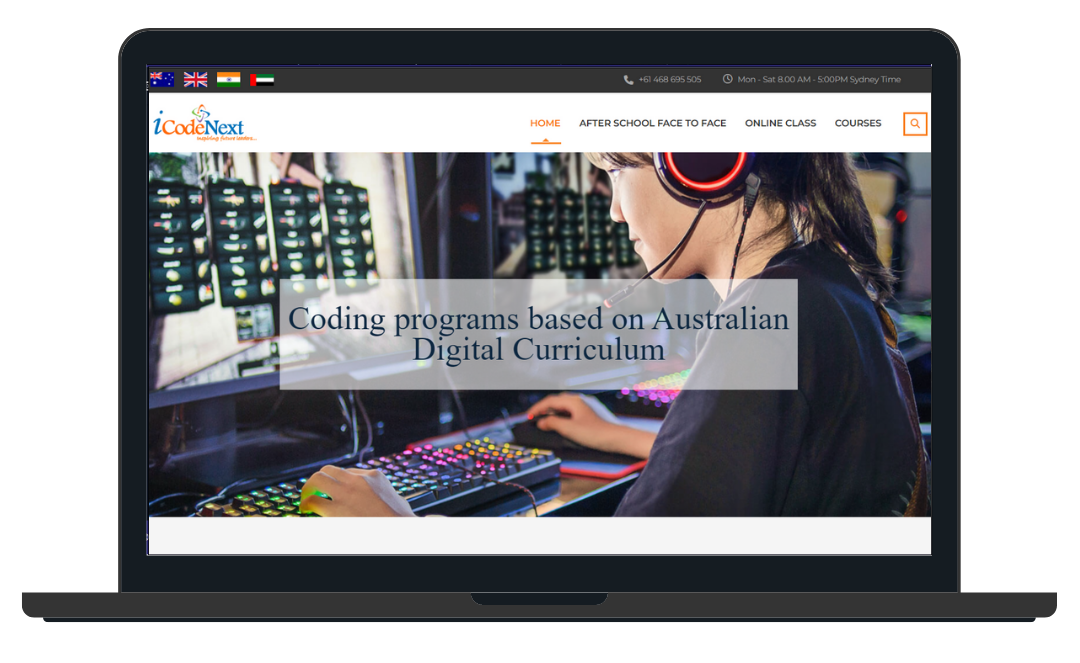 +61 468 695 505
Mon - Sat 8.00 AM - 5:00PM Sydney Time
iCodeNext
inspiring future leaders...
HOME
AFTER SCHOOL FACE TO FACE
ONLINE CLASS
COURSES
Coding programs based on Australian
Digital Curriculum